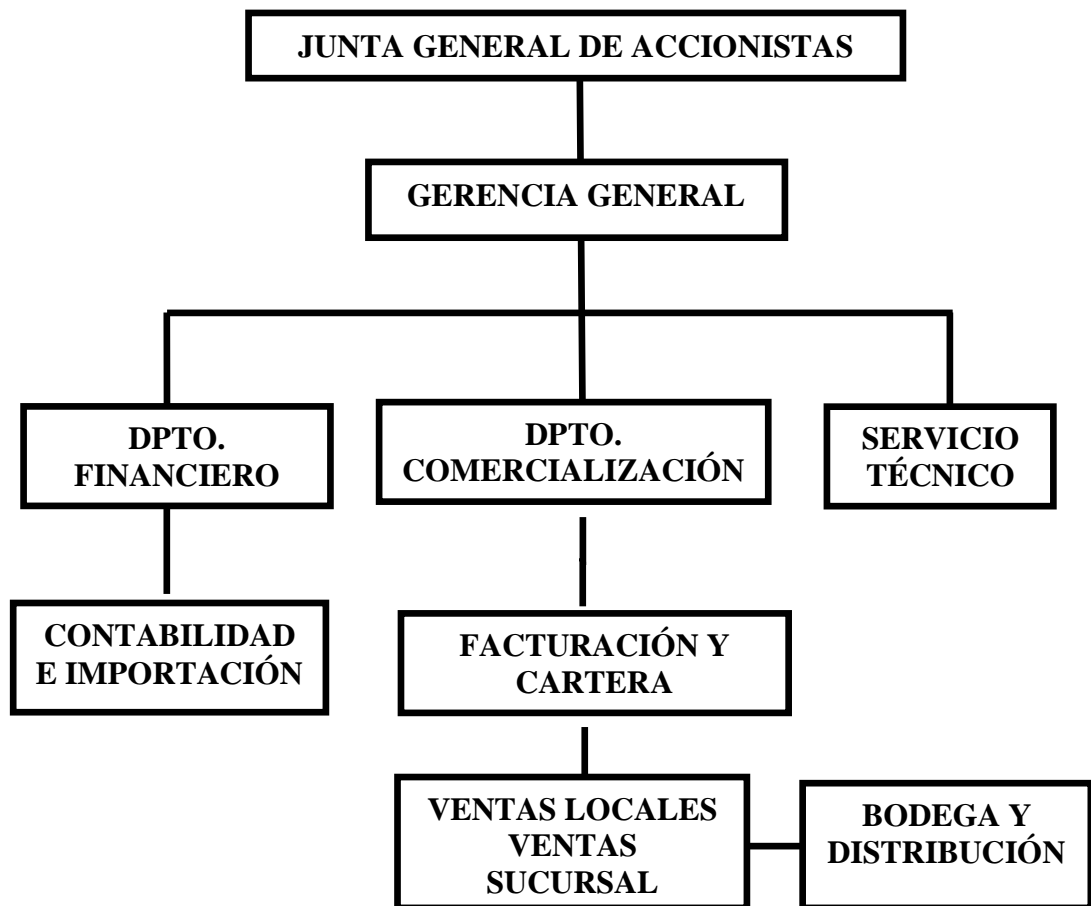 JUNTA GENERAL DE ACCIONISTAS
GERENCIA GENERAL
DPTO.
FINANCIERO
DPTO.
COMERCIALIZACIÓN
SERVICIO
TÉCNICO
CONTABILIDAD
E IMPORTACIÓN
FACTURACIÓN Y
CARTERA
VENTAS LOCALES
VENTAS
SUCURSAL
BODEGA Y
DISTRIBUCIÓN